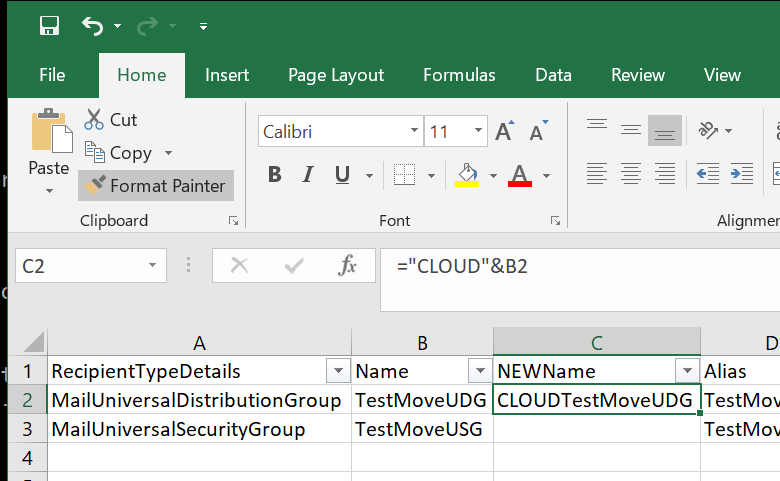 File Home Insert Page Layout Formulas Data Review View
Cut
Copy
Paste
Format Painter
Clipboard
Calibri 11 A A
B I U A
Font
Alignmen
C2 fx ="CLOUD"&B2
A B C D
1 RecipientTypeDetails Name NEWName Alias
2 MailUniversalDistributionGroup TestMoveUDG CLOUDTestMoveUDG TestMov
3 MailUniversalSecurityGroup TestMoveUSG TestMov
4